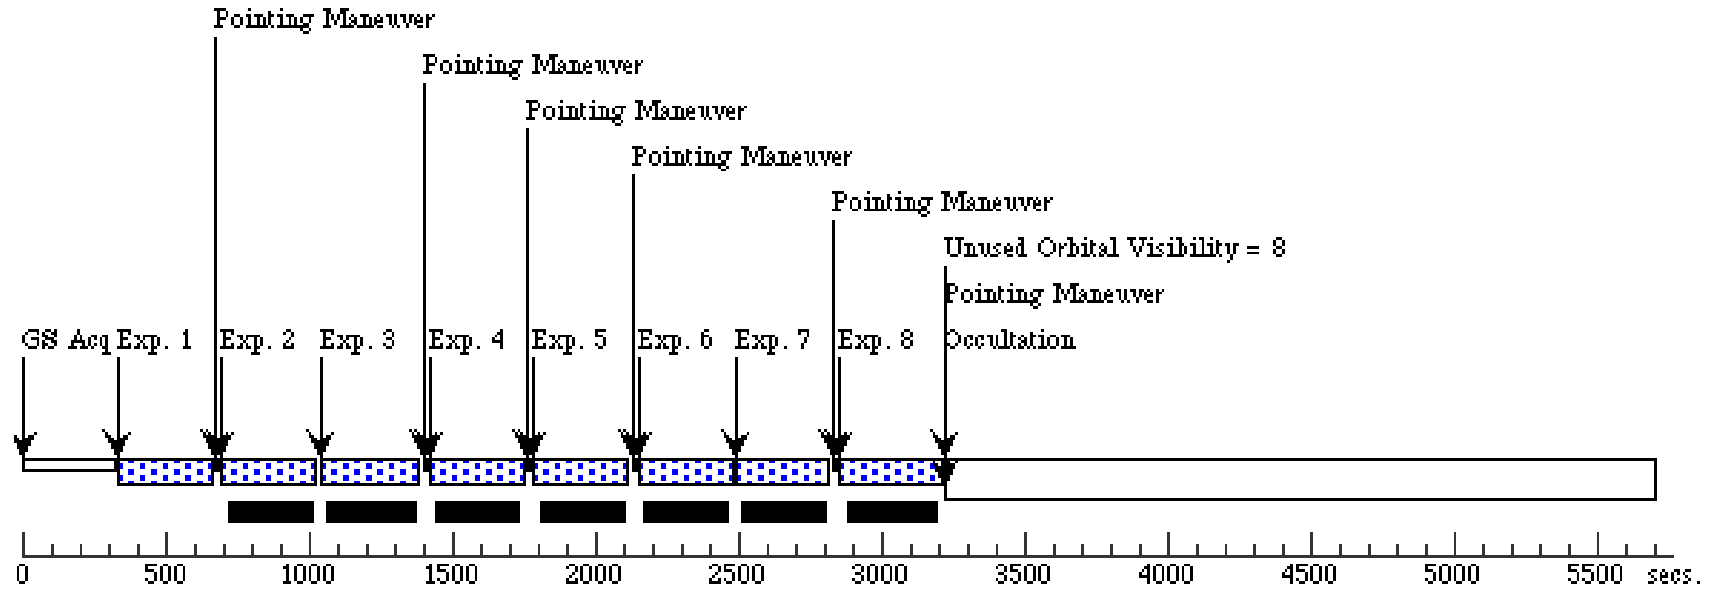 Pointing Maneuver
Pointing Maneuver
Pointing Maneuver
Pointing Maneuver
Pointing Maneuver
Unused Orbital Visibility = 8
Pointing Maneuver
GS Acq Exp. 1 Exp. 2 Exp. 3 Exp. 4 Exp. 5 Exp. 6 Exp. 7 Exp. 8 Occultation
0 500 1000 1500 2000 2500 3000 3500 4000 4500 5000 5500 secs.